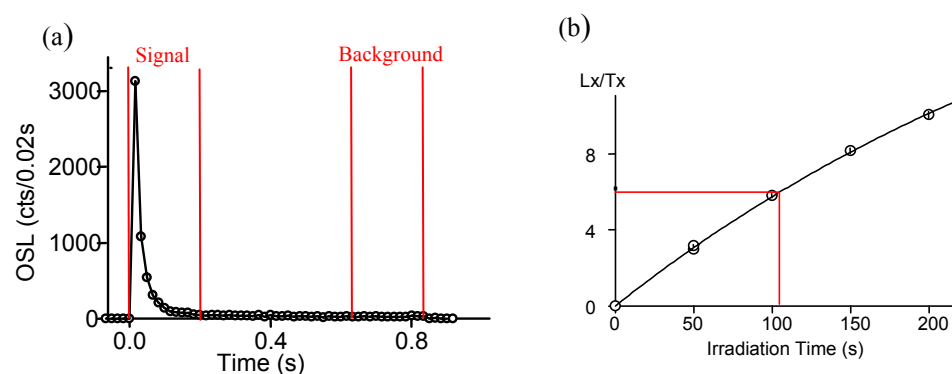 (a)
Signal
Background
3000
2000
1000
0
OSL (cts/0.02s
0.0
0.4
0.8
Time (s)
(b)
Lx/Tx
8
4
0
0
50
100
150
200
Irradiation Time (s)